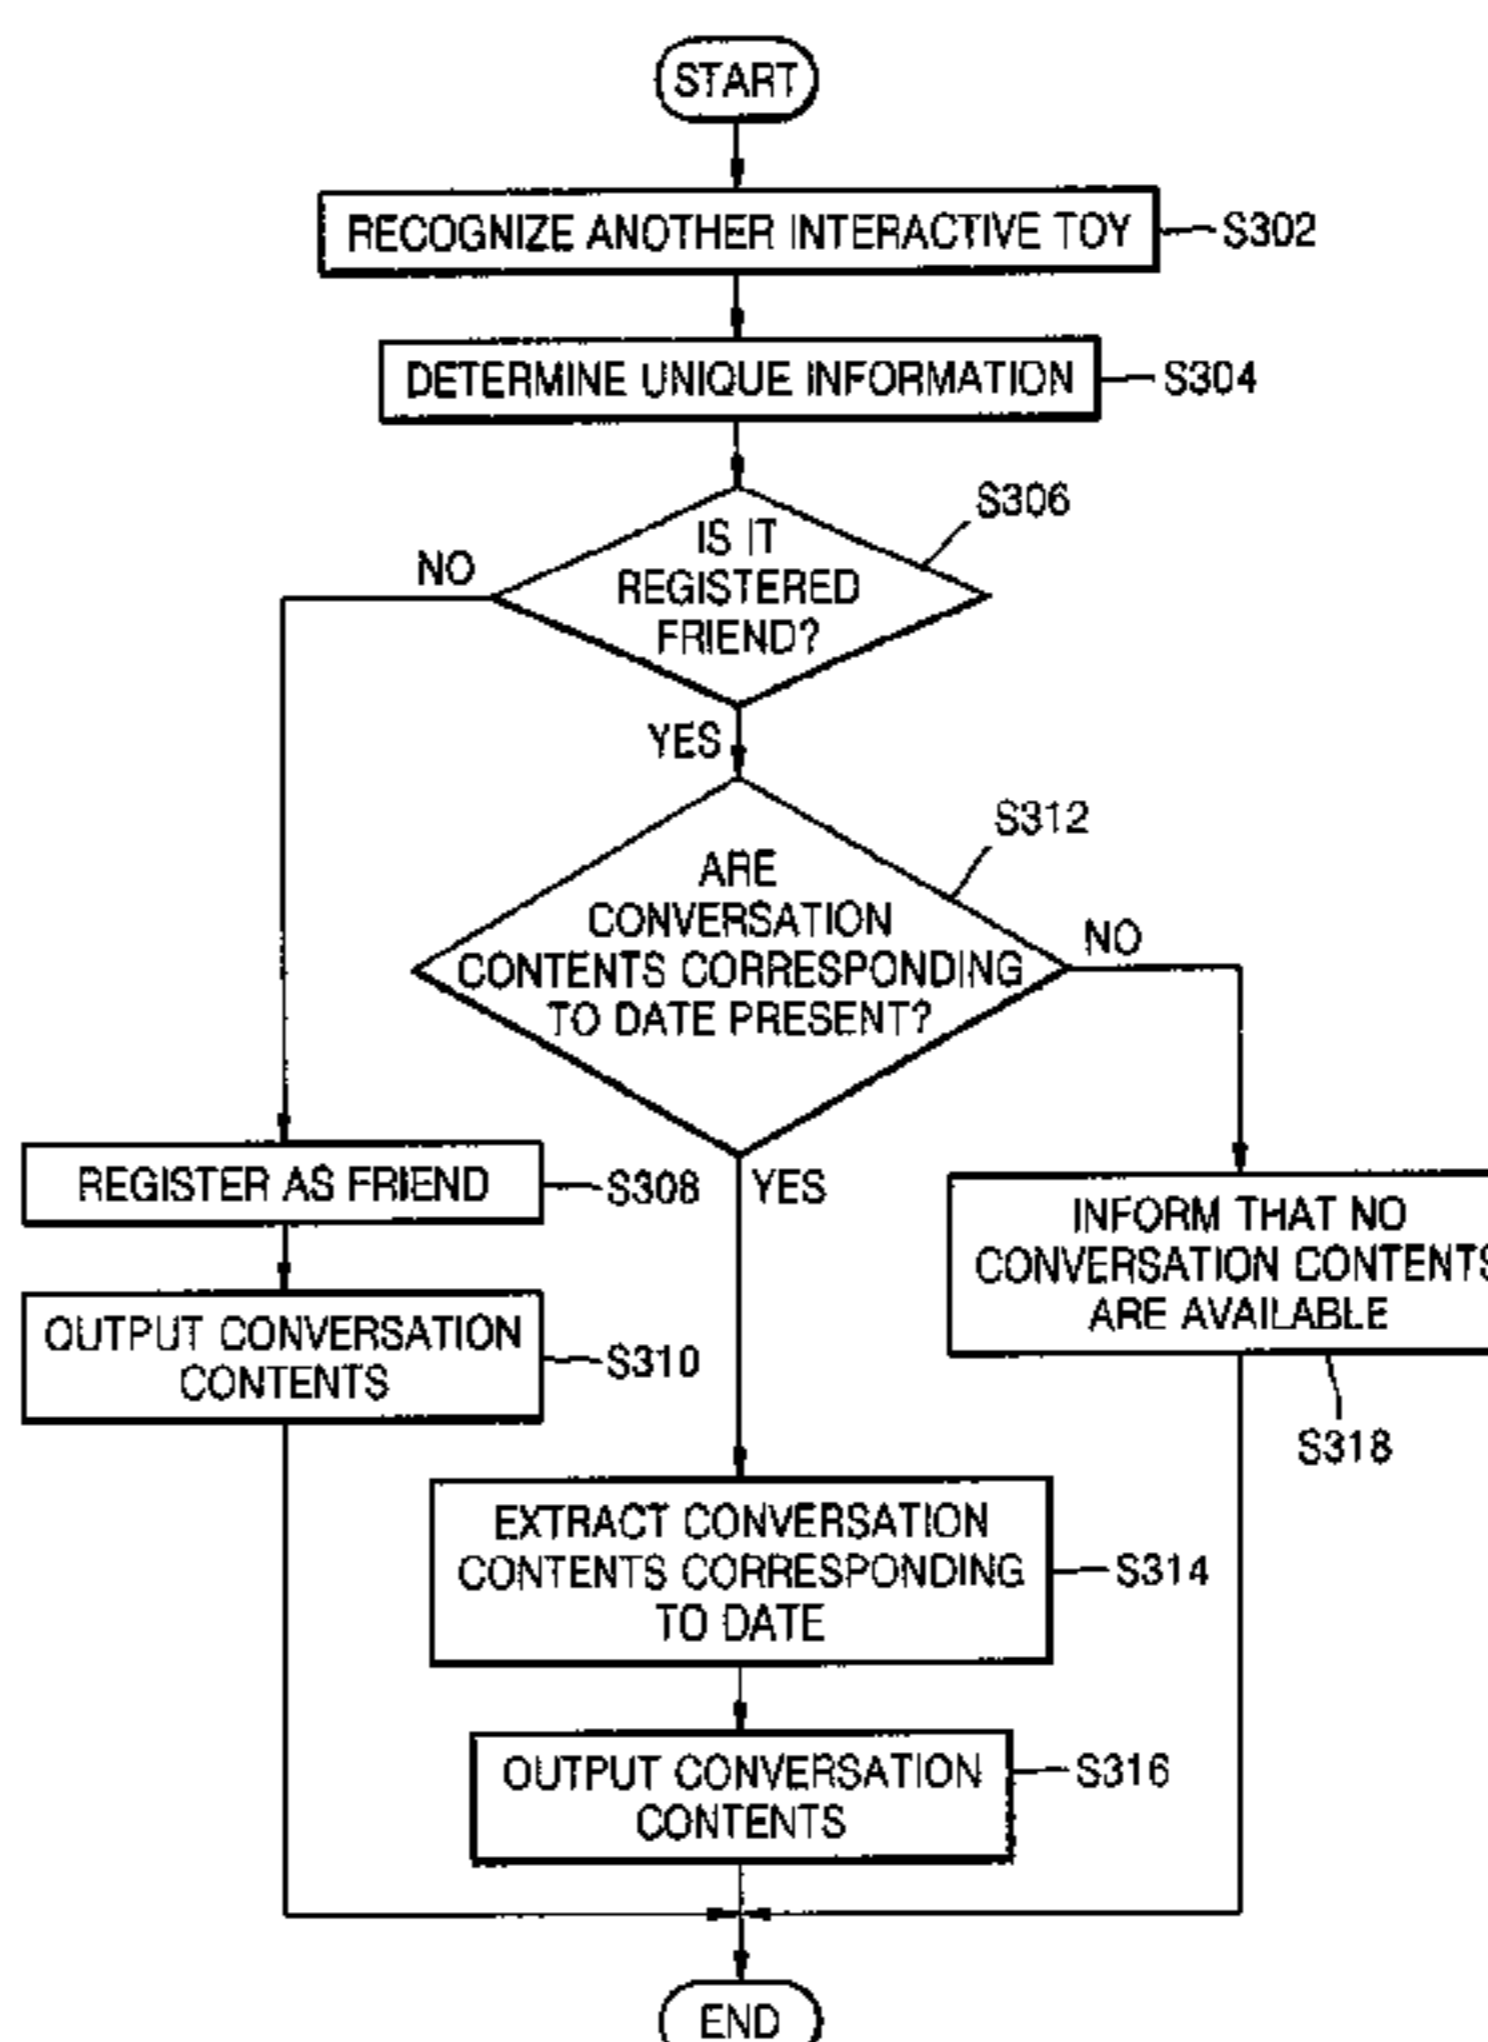 START
RECOGNIZE ANOTHER INTERACTIVE TOY
S302
DETERMINE UNIQUE INFORMATION
S304
S306
IS IT
REGISTERED
FRIEND?
NO
YES
S312
ARE
CONVERSATION
CONTENTS CORRESPONDING
TO DATE PRESENT?
NO
YES
REGISTER AS FRIEND
S308
OUTPUT CONVERSATION
CONTENTS
S310
INFORM THAT NO
CONVERSATION CONTENTS
ARE AVAILABLE
S318
EXTRACT CONVERSATION
CONTENTS CORRESPONDING
TO DATE
S314
OUTPUT CONVERSATION
CONTENTS
S316
END